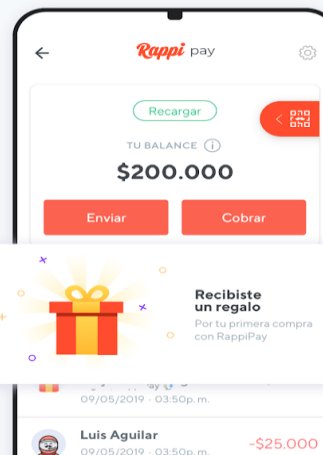 Rappi pay
Recargar
TU BALANCE i
$200.000
Enviar
Cobrar
Recibiste
un regalo
Por tu primera compra
con RappiPay
09/05/2019 - 03:50p. m.
Luis Aguilar
-$25.000
09/05/2019 - 03:50p. m.